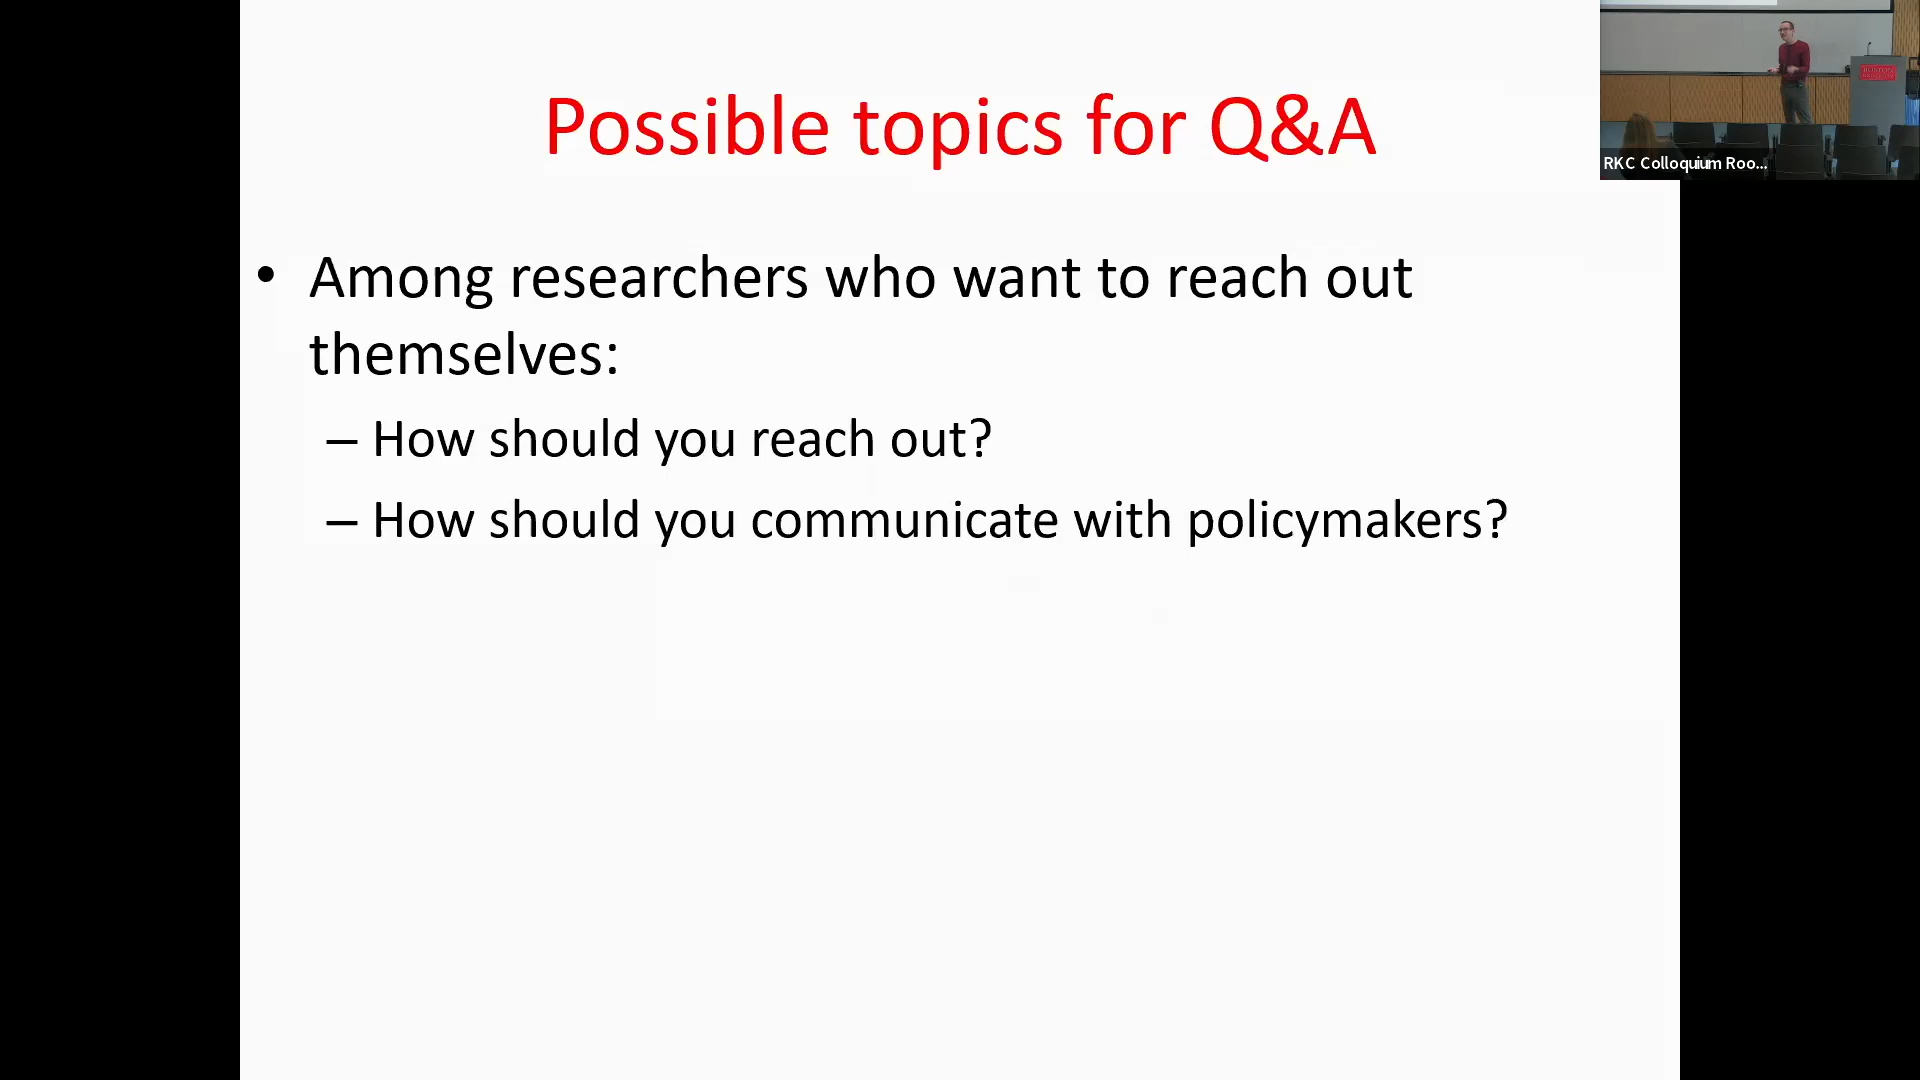 Possible topics for Q&A
RKC Colloquium Roo...
• Among researchers who want to reach out
themselves:
– How should you reach out?
– How should you communicate with policymakers?